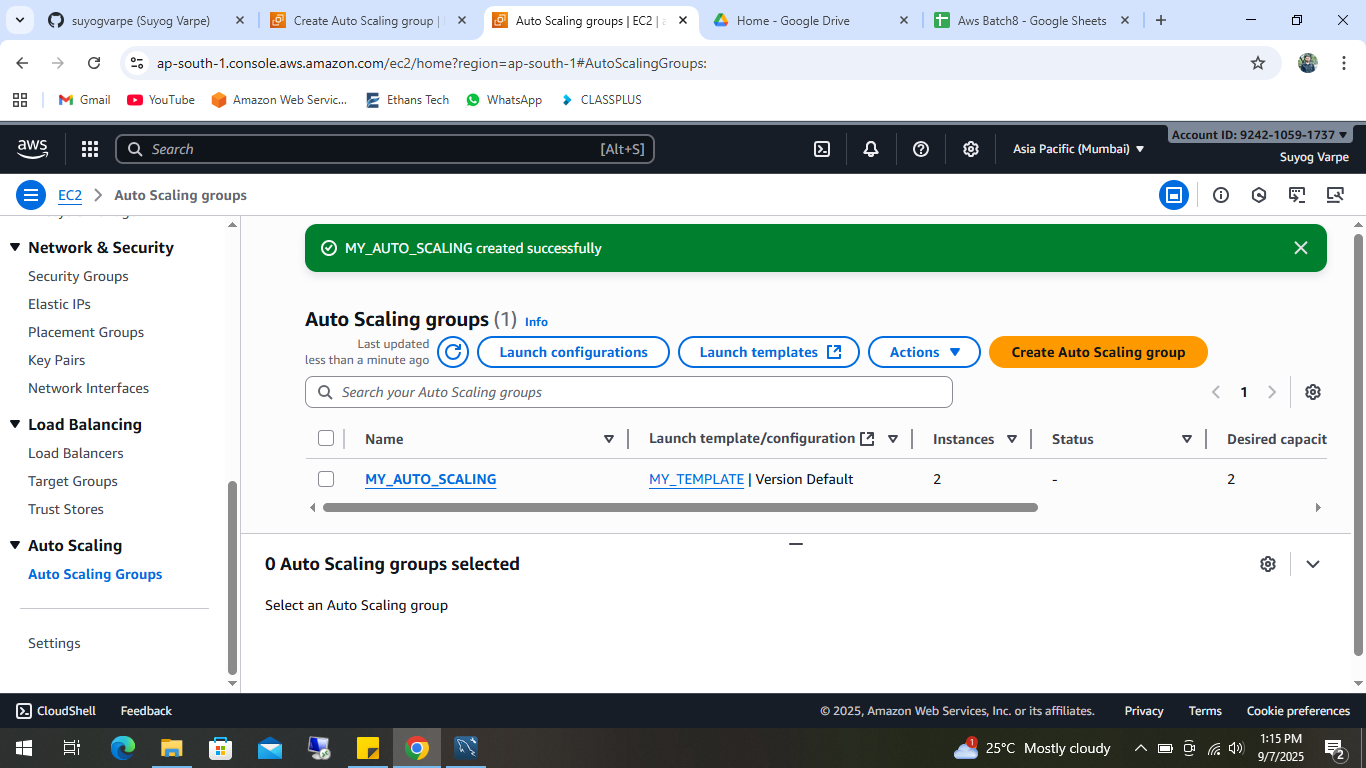 suyogvarpe (Suyog Varpe)
Create Auto Scaling group |
Auto Scaling groups | EC2 | a
Home - Google Drive
Aws Batch8 - Google Sheets
ap-south-1.console.aws.amazon.com/ec2/home?region=ap-south-1#AutoScalingGroups:
Gmail
YouTube
Amazon Web Servic...
Ethans Tech
WhatsApp
CLASSPLUS
aws
Search
[Alt+S]
Asia Pacific (Mumbai)
Account ID: 9242-1059-1737
Suyog Varpe
EC2
Auto Scaling groups
Network & Security
Security Groups
Elastic IPs
Placement Groups
Key Pairs
Network Interfaces
Load Balancing
Load Balancers
Target Groups
Trust Stores
Auto Scaling
Auto Scaling Groups
Settings
MY_AUTO_SCALING created successfully
Auto Scaling groups (1) Info
Last updated
less than a minute ago
Launch configurations
Launch templates
Actions
Create Auto Scaling group
Search your Auto Scaling groups
1
Name
Launch template/configuration
Instances
Status
Desired capacit
MY_AUTO_SCALING
MY_TEMPLATE | Version Default
2
-
2
0 Auto Scaling groups selected
Select an Auto Scaling group
CloudShell
Feedback
© 2025, Amazon Web Services, Inc. or its affiliates.
Privacy
Terms
Cookie preferences
1
25°C Mostly cloudy
1:15 PM
9/7/2025
2